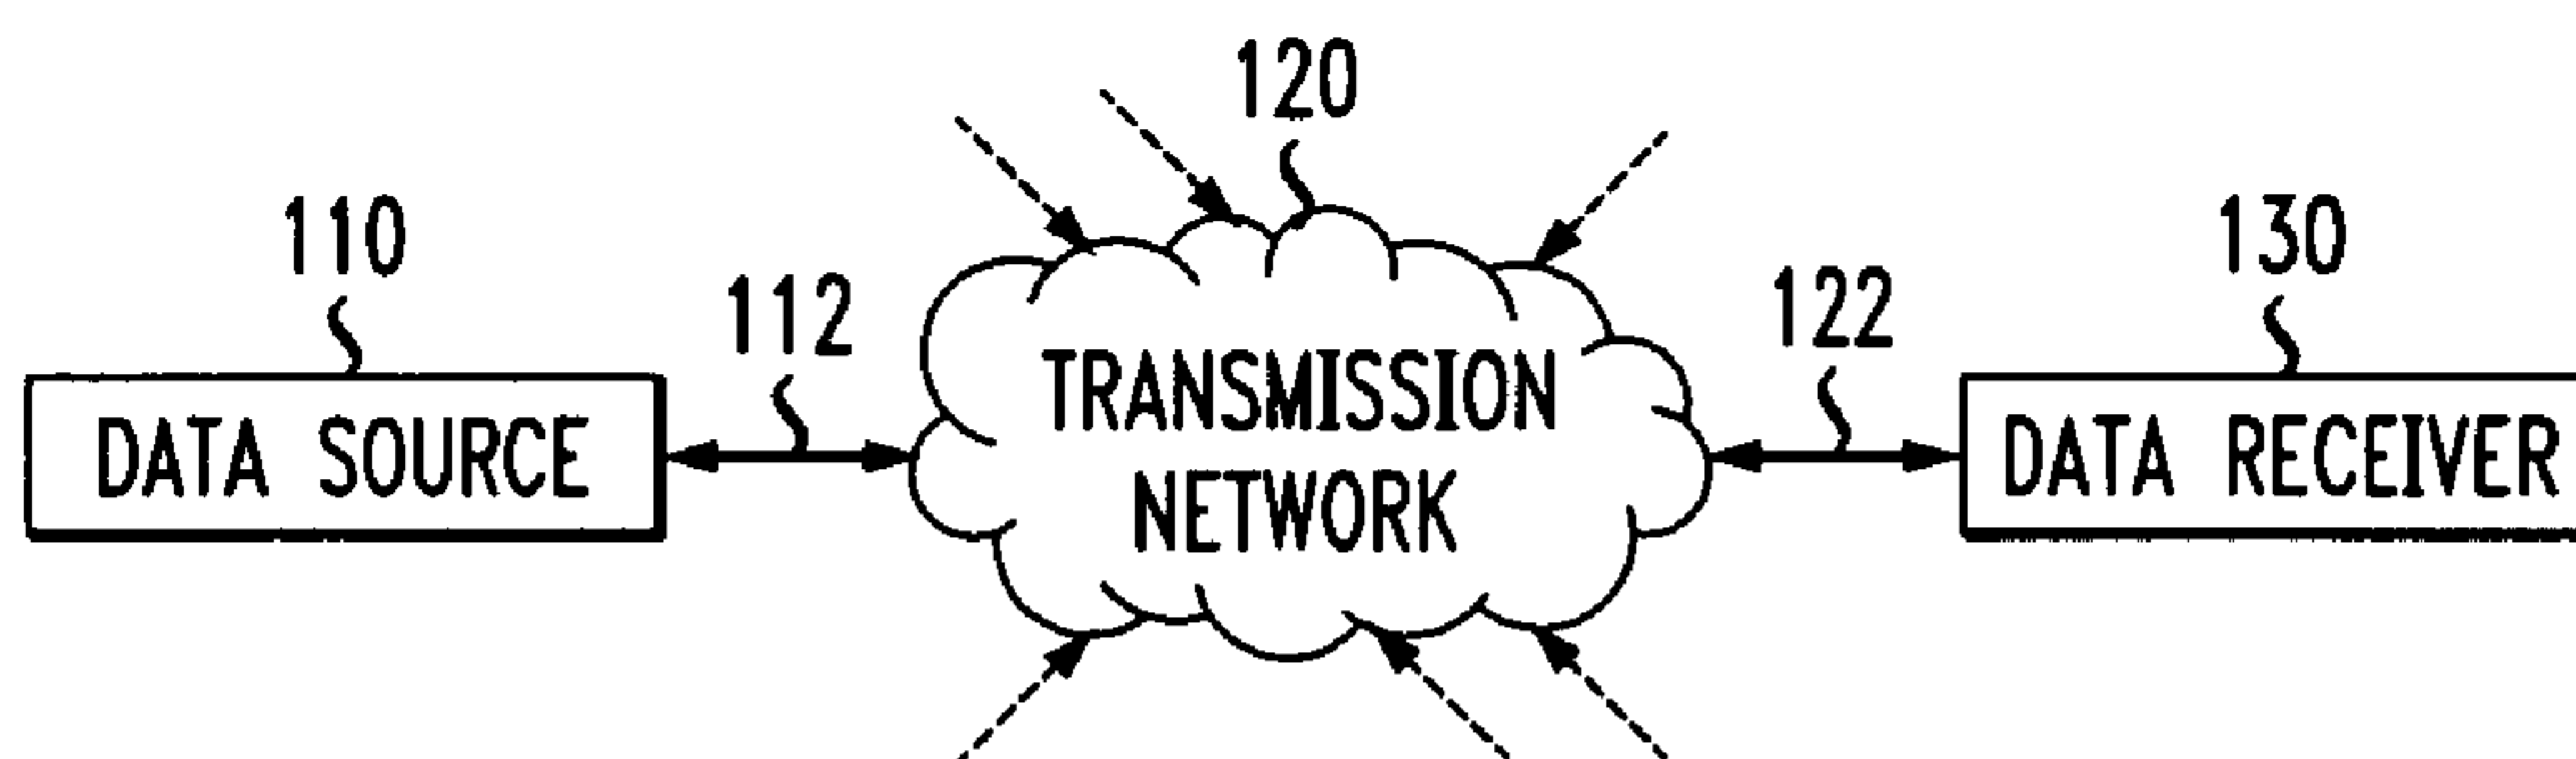 120
110
130
112
122
TRANSMISSION
NETWORK
DATA SOURCE
DATA RECEIVER